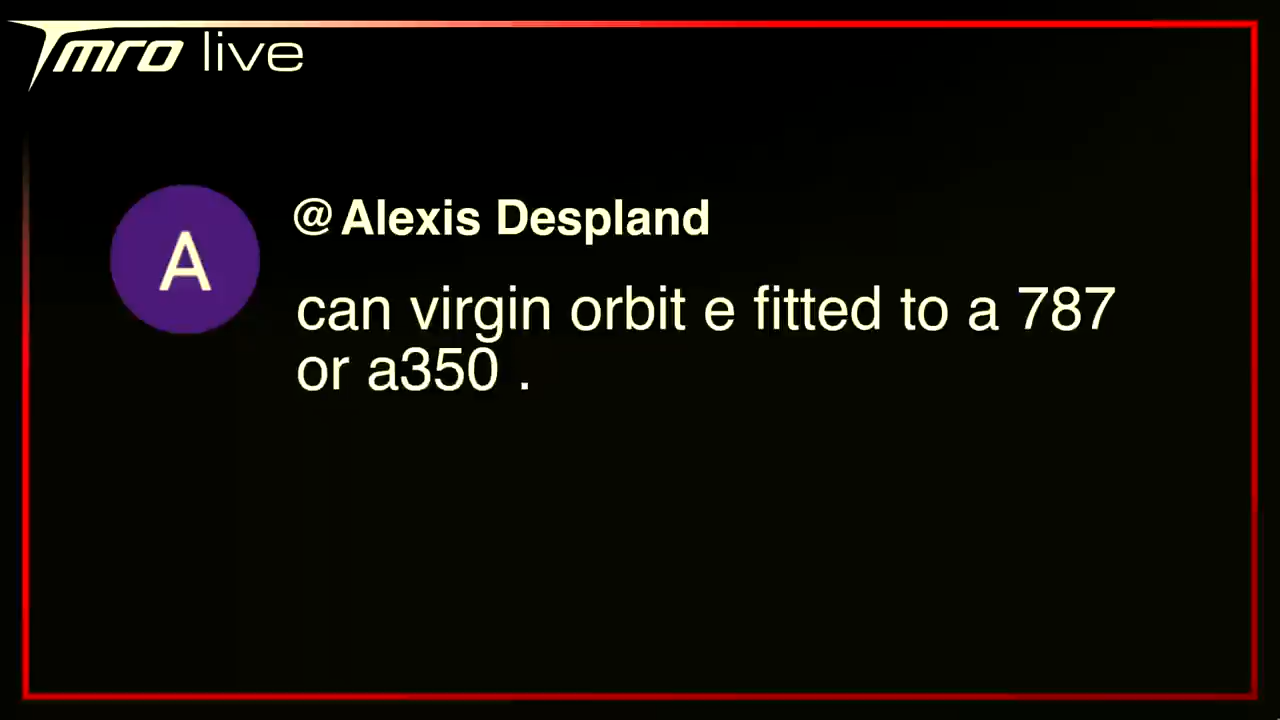 Tmro live
A
@Alexis Despland
can virgin orbit e fitted to a 787
or a350 .